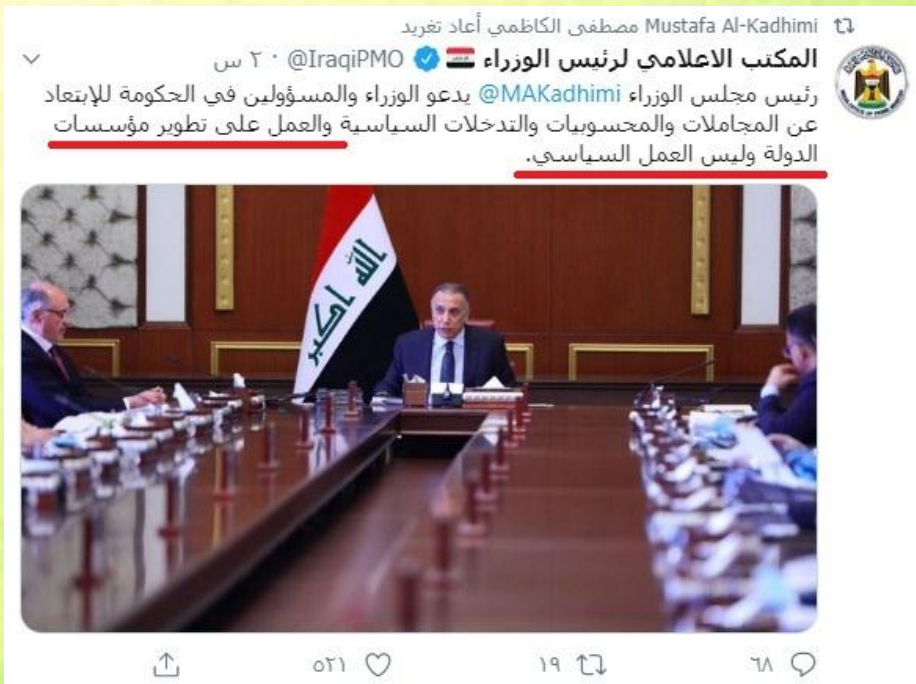 Mustafa Al-Kadhimi مصطفى الكاظمي أعاد تغريد
المكتب الاعلامي لرئيس الوزراء @IraqiPMO · ٢ س
رئيس مجلس الوزراء @MAKadhimi يدعو الوزراء والمسؤولين في الحكومة للإبتعاد
عن المجاملات والمحسوبيات والتدخلات السياسية والعمل على تطوير مؤسسات
الدولة وليس العمل السياسي.
الله اكبر
٦٨ ١٩ ٥٢١